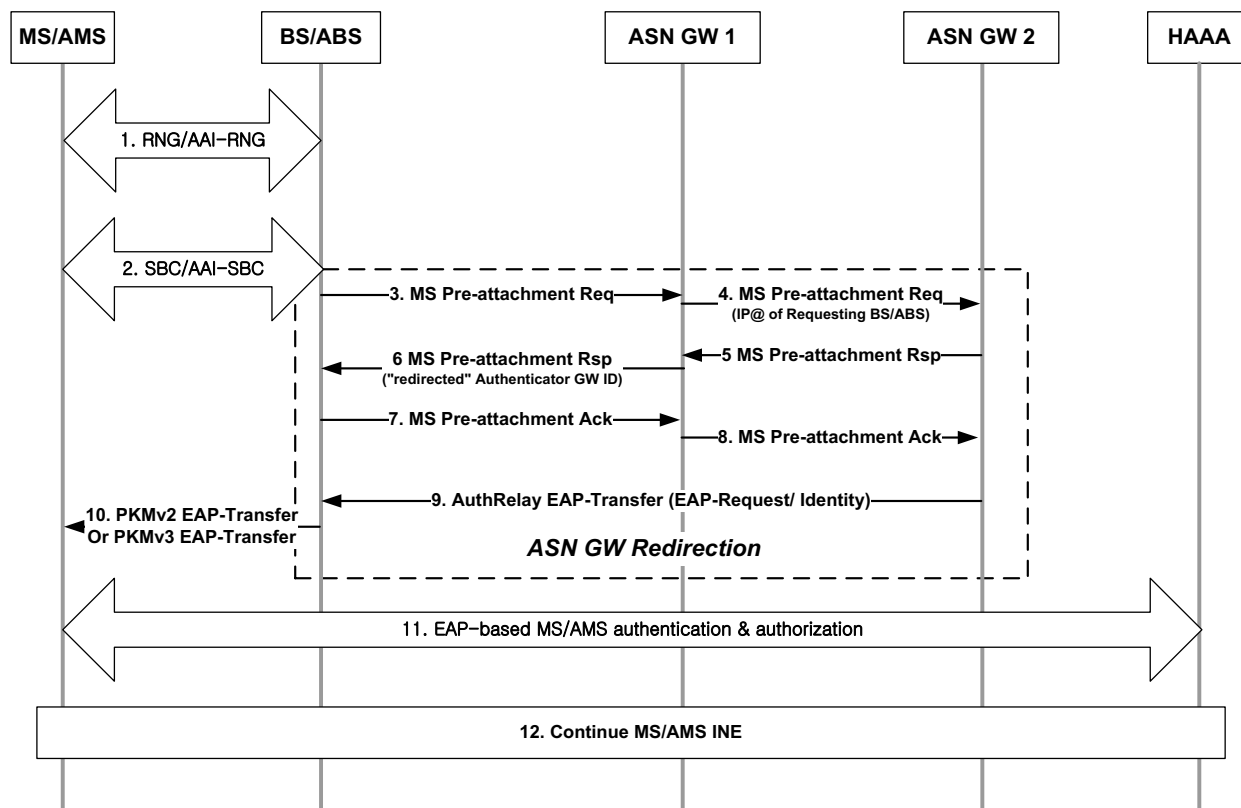 MS/AMS
BS/ABS
ASN GW 1
ASN GW 2
HAAA
1. RNG/AAI-RNG
2. SBC/AAI-SBC
3. MS Pre-attachment Req
4. MS Pre-attachment Req
(IP@ of Requesting BS/ABS)
5 MS Pre-attachment Rsp
6 MS Pre-attachment Rsp
("redirected" Authenticator GW ID)
7. MS Pre-attachment Ack
8. MS Pre-attachment Ack
9. AuthRelay EAP-Transfer (EAP-Request/ Identity)
10. PKMv2 EAP-Transfer
Or PKMv3 EAP-Transfer
ASN GW Redirection
11. EAP-based MS/AMS authentication & authorization
12. Continue MS/AMS INE